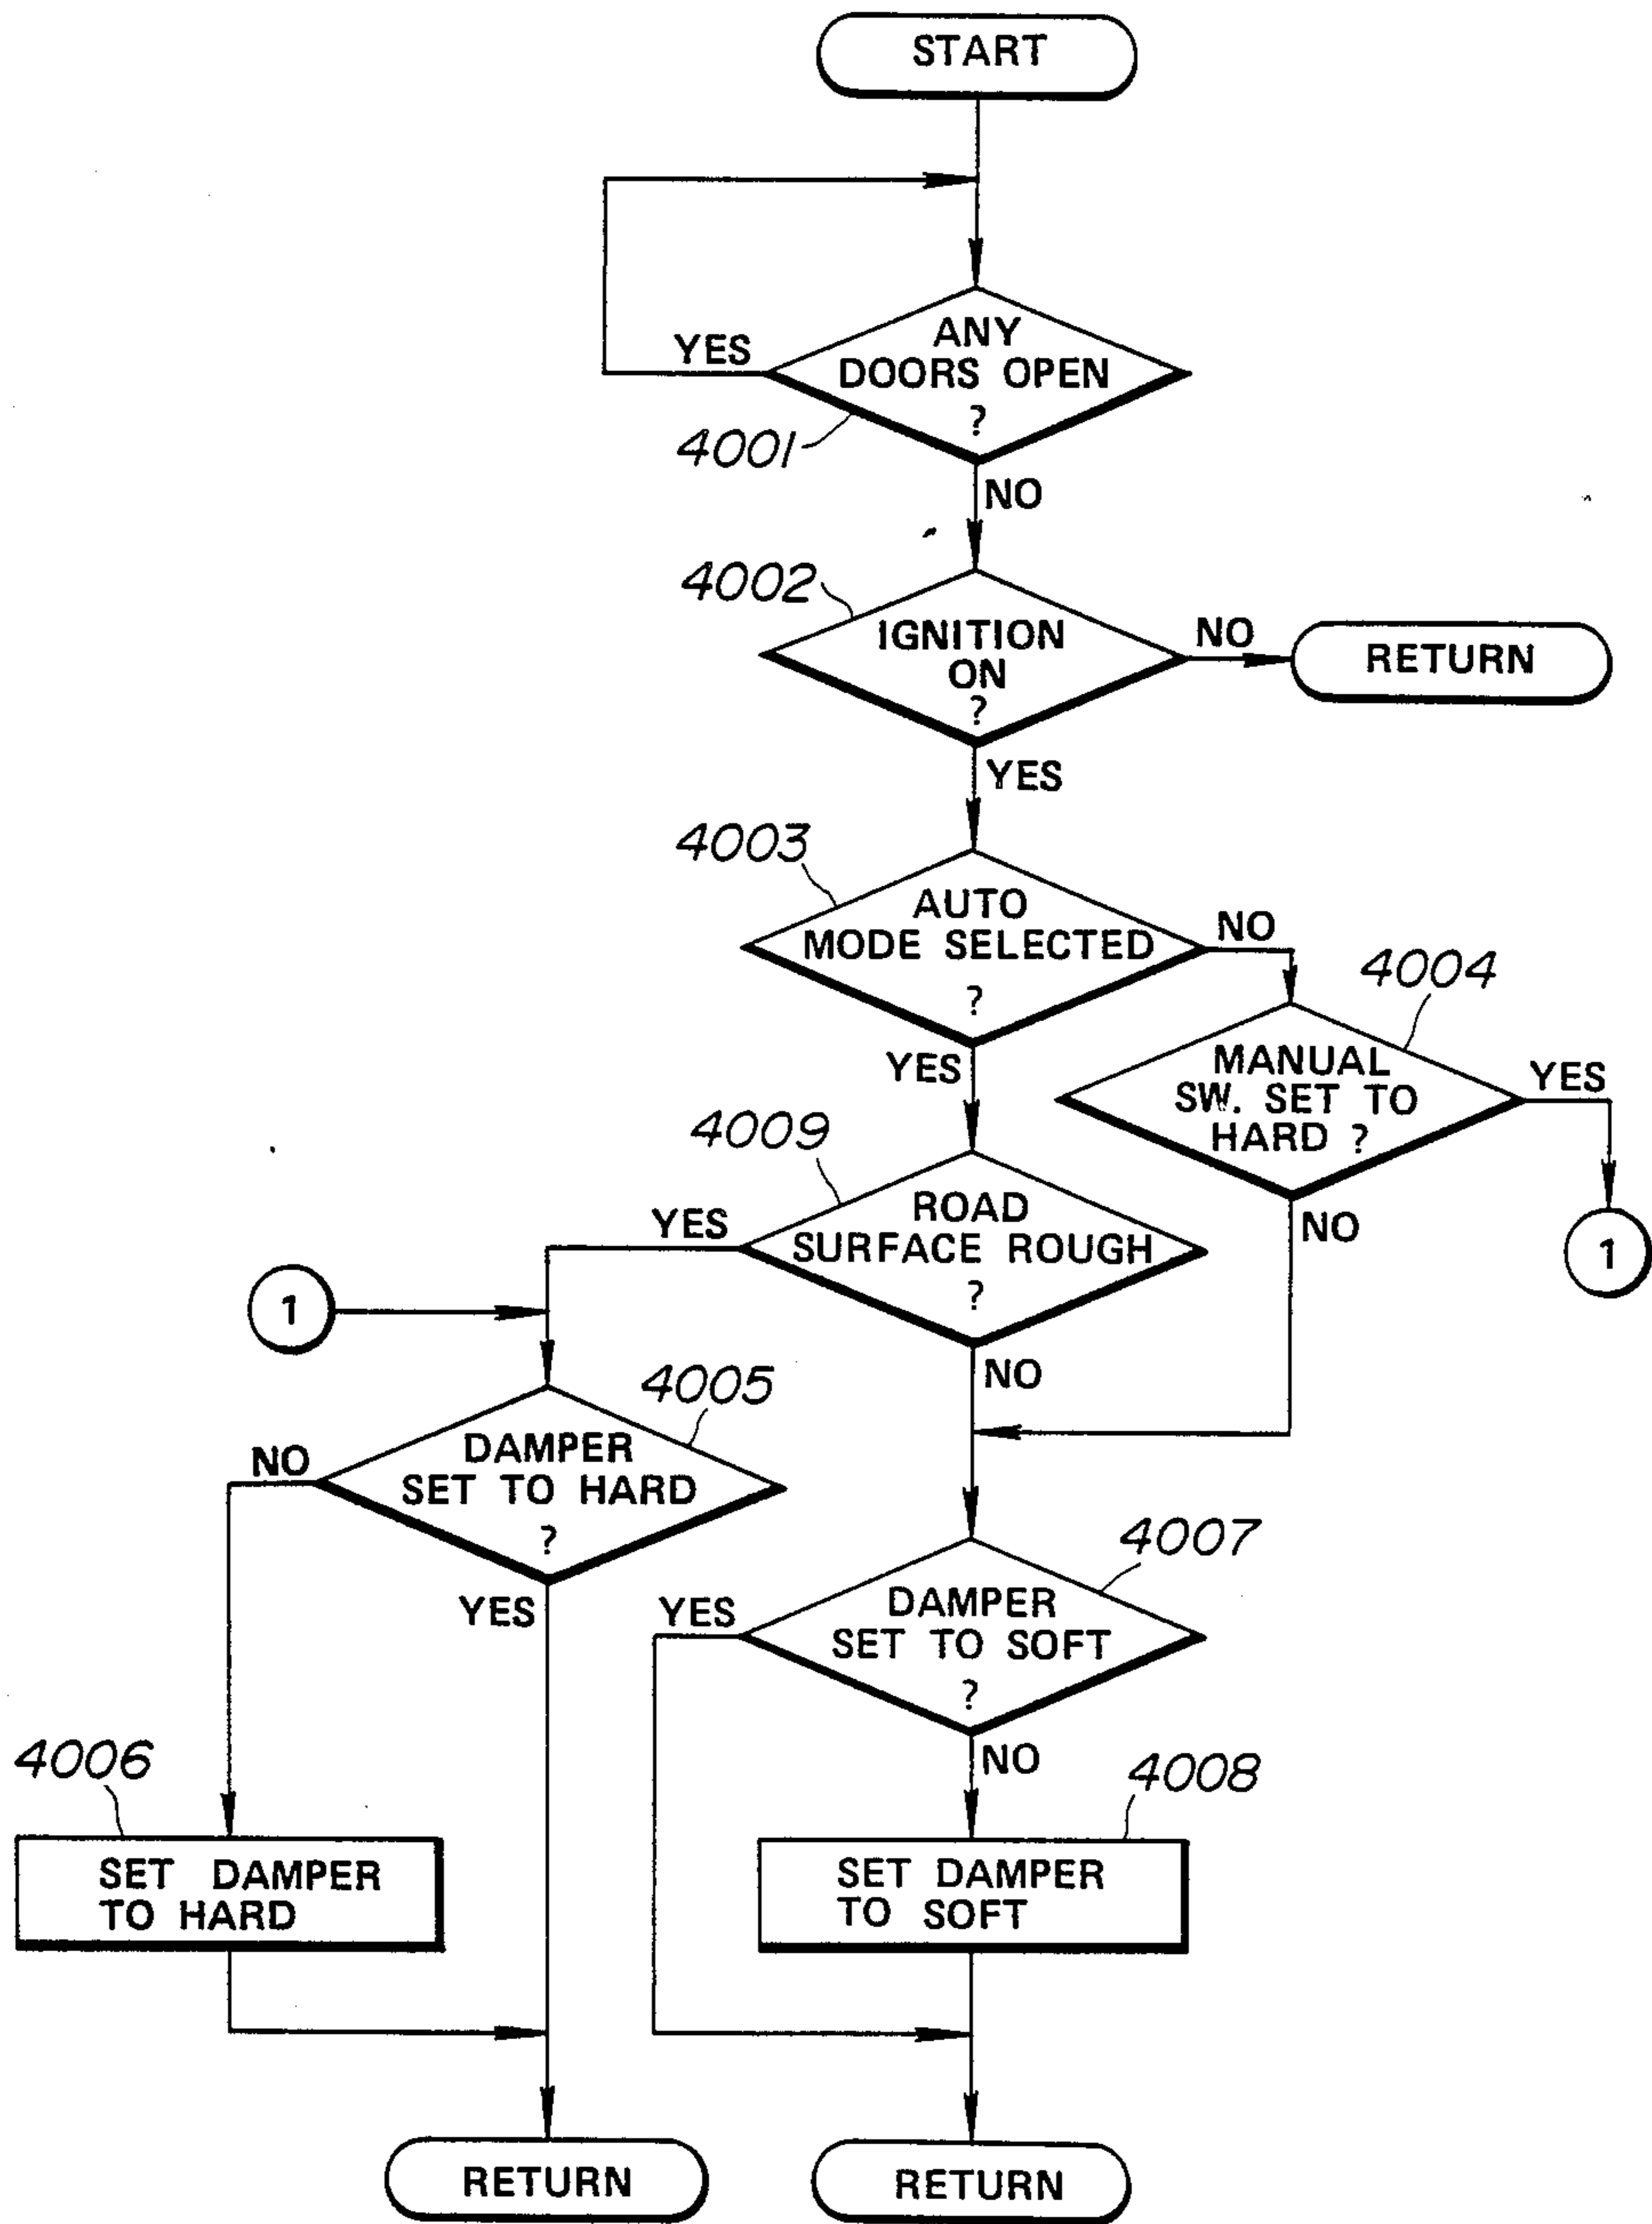 START
YES
ANY
DOORS OPEN
?
4001
NO
4002
IGNITION
ON
?
NO
RETURN
YES
4003
AUTO
MODE SELECTED
?
NO
4004
YES
MANUAL
SW. SET TO
HARD ?
YES
4009
NO
1
YES
ROAD
SURFACE ROUGH
?
1
NO
4005
NO
DAMPER
SET TO HARD
?
YES
4007
YES
DAMPER
SET TO SOFT
?
NO
4006
4008
SET DAMPER
TO HARD
SET DAMPER
TO SOFT
RETURN
RETURN